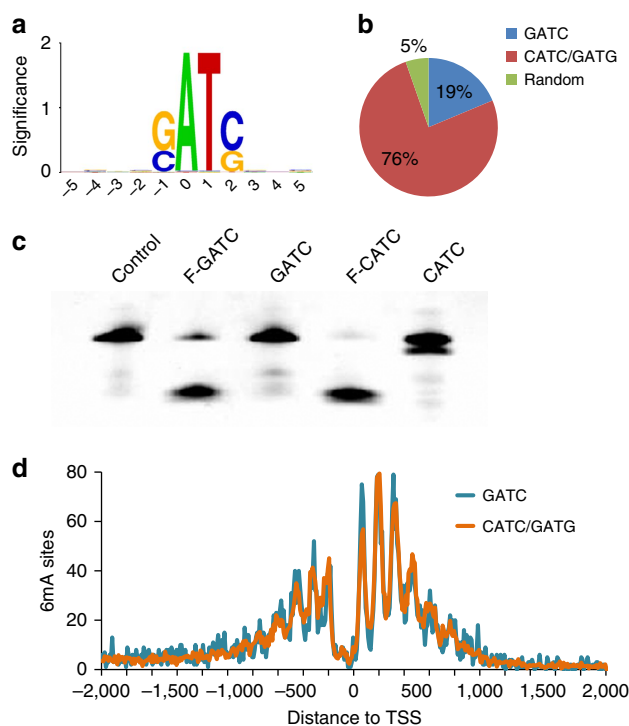 a
2
1
0
Significance
GATC
CG
-5 -4 -3 -2 -1 0 1 2 3 4 5
b
GATC
CATC/GATG
Random
5%
19%
76%
c
Control F-GATC GATC F-CATC CATC
d
80
60
40
20
0
6mA sites
GATC
CATC/GATG
–2,000 –1,500 –1,000 –500 0 500 1,000 1,500 2,000
Distance to TSS